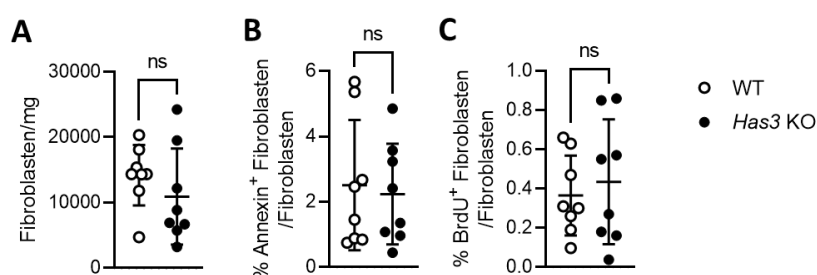 A
ns
30000
20000
10000
0
Fibroblasten/mg
B
ns
6
4
2
0
% Annexin⁺ Fibroblasten
/Fibroblasten
C
ns
1.0
0.8
0.6
0.4
0.2
0.0
% BrdU⁺ Fibroblasten
/Fibroblasten
WT
Has3 KO